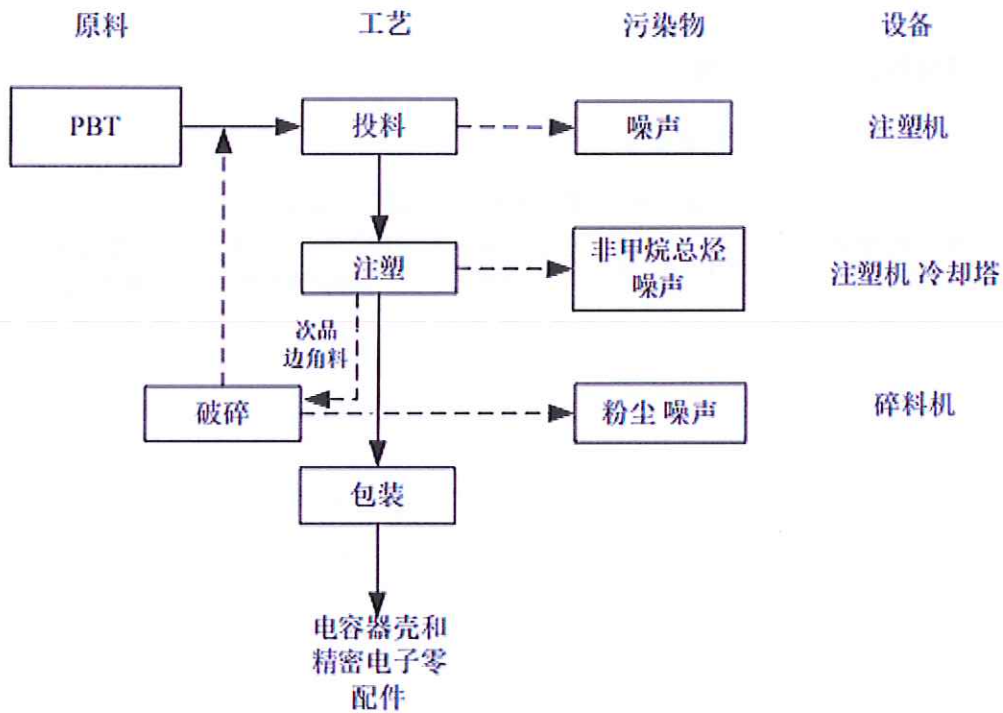 原料 工艺 污染物 设备
PBT 投料 噪声 注塑机
注塑 非甲烷总烃
噪声 注塑机 冷却塔
次品
边角料
破碎 粉尘 噪声 碎料机
包装
电容器壳和
精密电子零
配件